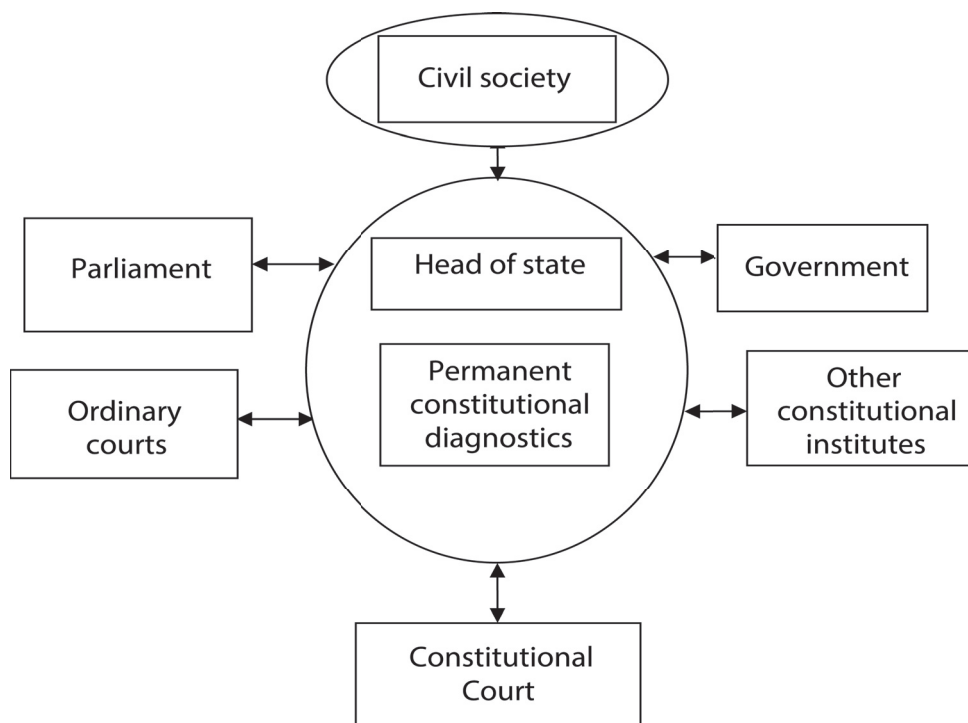 Civil society
Parliament
Head of state
Government
Ordinary
courts
Permanent
constitutional
diagnostics
Other
constitutional
institutes
Constitutional
Court